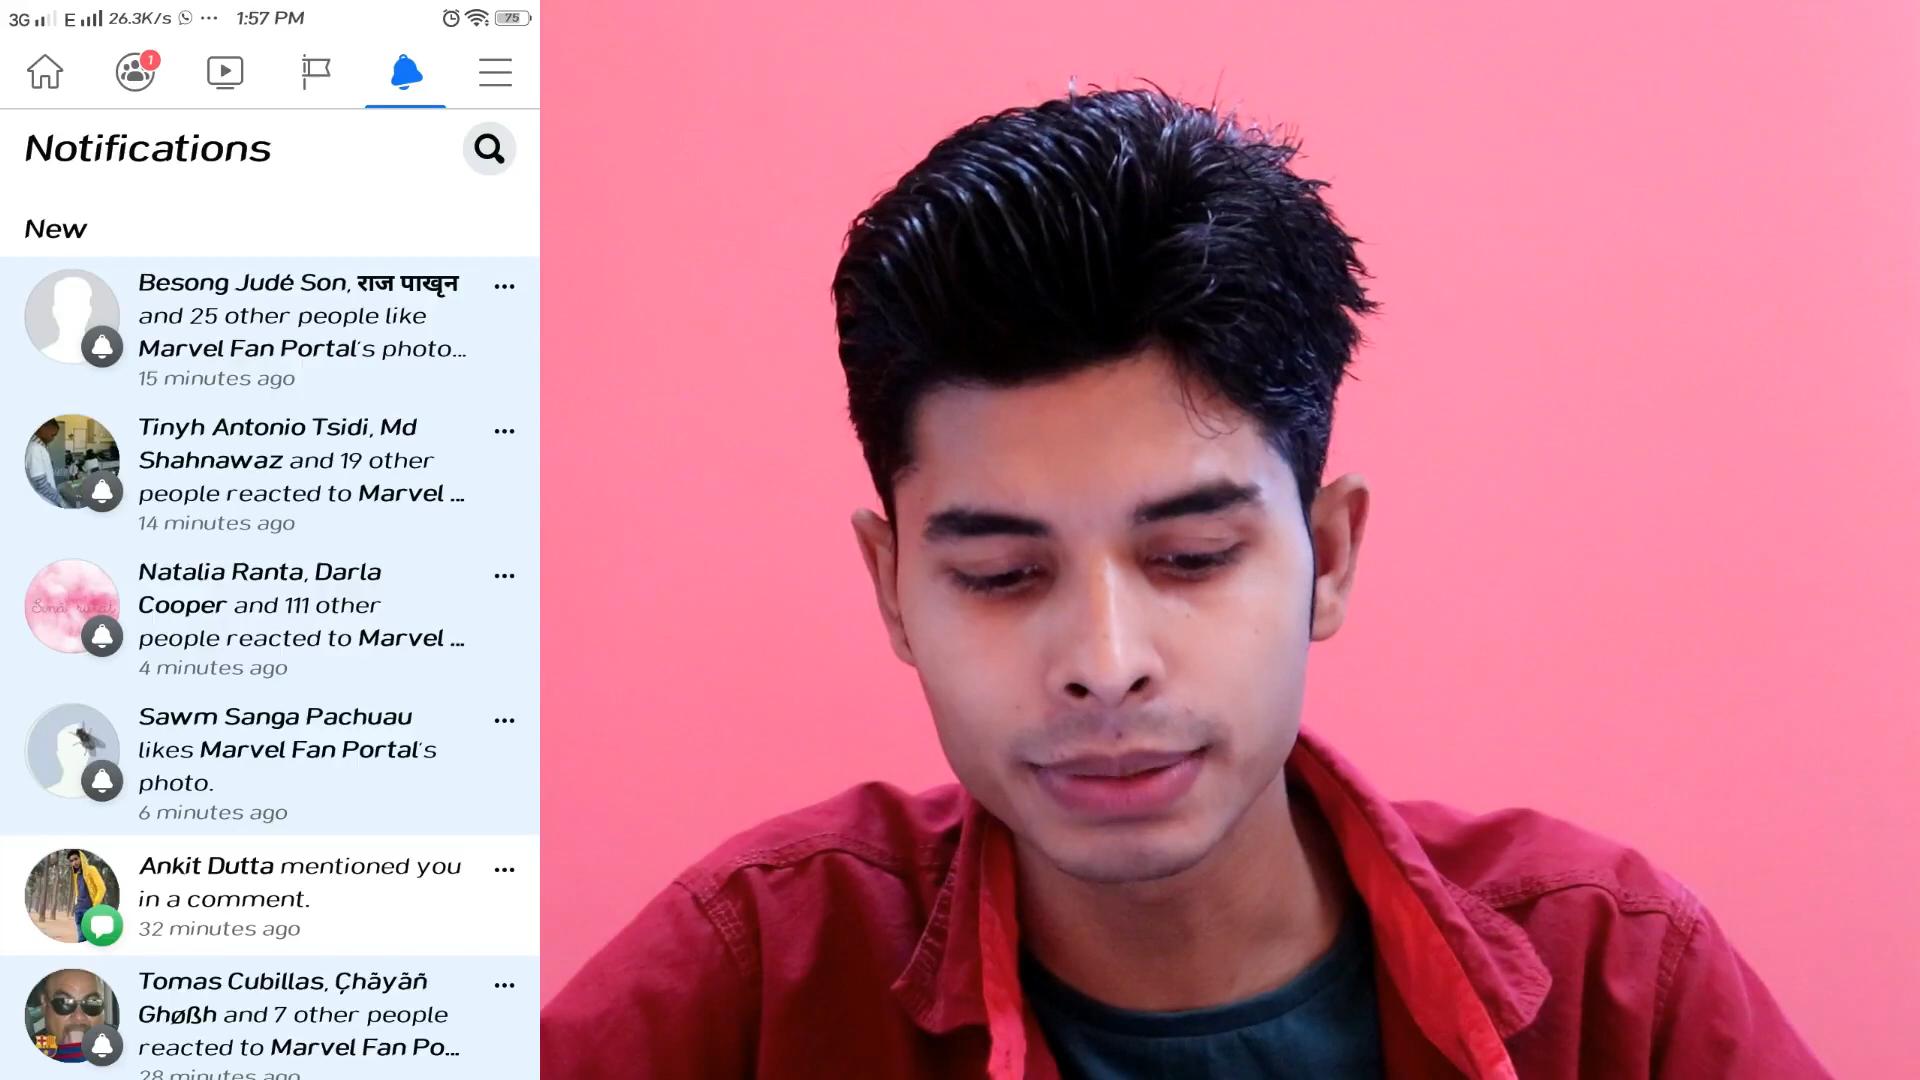 3G E 26.3K/s ... 1:57 PM 75
1
Notifications
New
Besong Judé Son, राज पाखृन
and 25 other people like
Marvel Fan Portal's photo...
15 minutes ago
Tinyh Antonio Tsidi, Md
Shahnawaz and 19 other
people reacted to Marvel ...
14 minutes ago
Natalia Ranta, Darla
Cooper and 111 other
people reacted to Marvel ...
4 minutes ago
Sawm Sanga Pachuau
likes Marvel Fan Portal's
photo.
6 minutes ago
Ankit Dutta mentioned you
in a comment.
32 minutes ago
Tomas Cubillas, Çhãyãñ
Ghøßh and 7 other people
reacted to Marvel Fan Po...
28 minutes ago